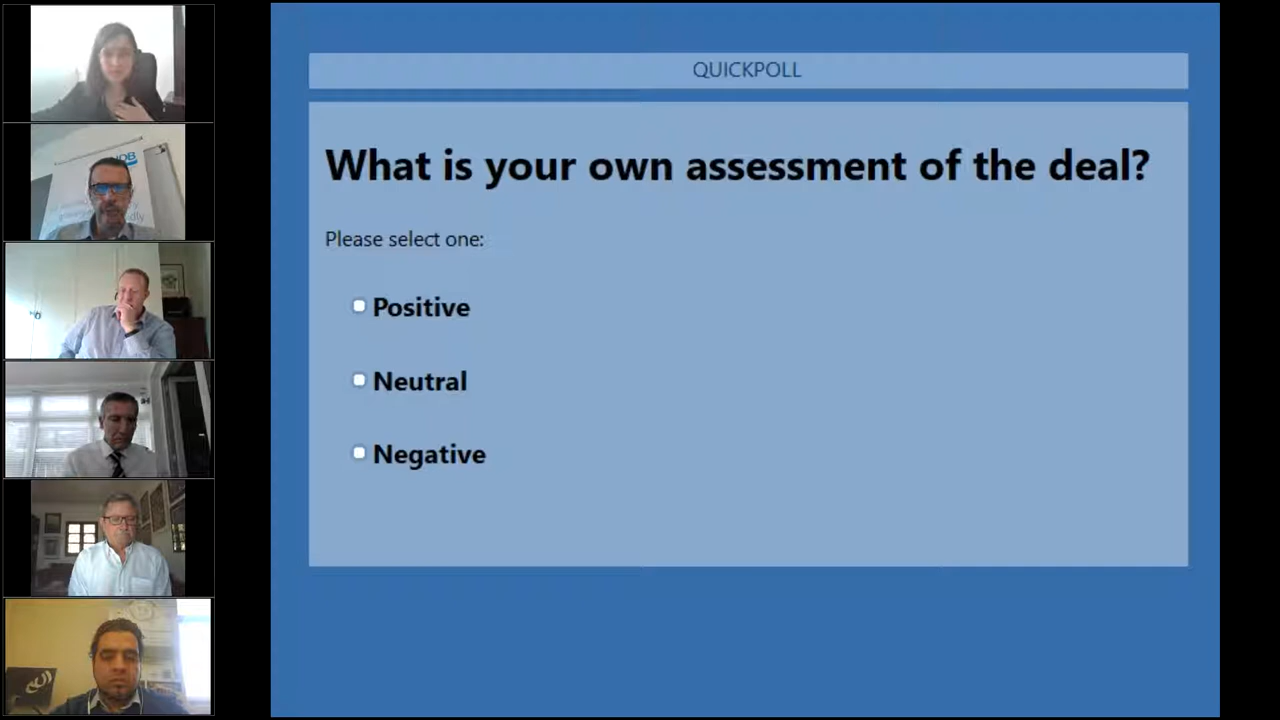 QUICKPOLL
What is your own assessment of the deal?
Please select one:
Positive
Neutral
Negative